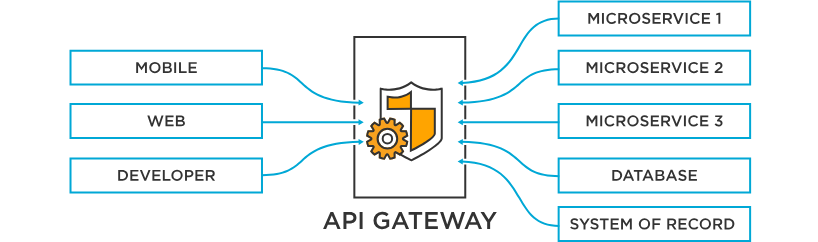 MOBILE
WEB
DEVELOPER
API GATEWAY
MICROSERVICE 1
MICROSERVICE 2
MICROSERVICE 3
DATABASE
SYSTEM OF RECORD